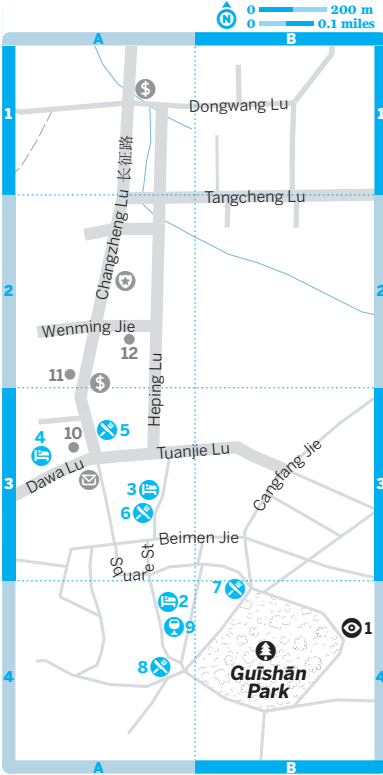 N
0 200 m
0 0.1 miles
A B
1 1
$
Dongwang Lu
Changzheng Lu 长征路
Tangcheng Lu
2 2
Wenming Jie
12
11
$
Heping Lu
5
4
10
Tuanjie Lu
Dawa Lu
Cangfang Jie
3 3
3
6
Beimen Jie
Square St
7
2
9
1
8
Guīshān
Park
4 4
A B